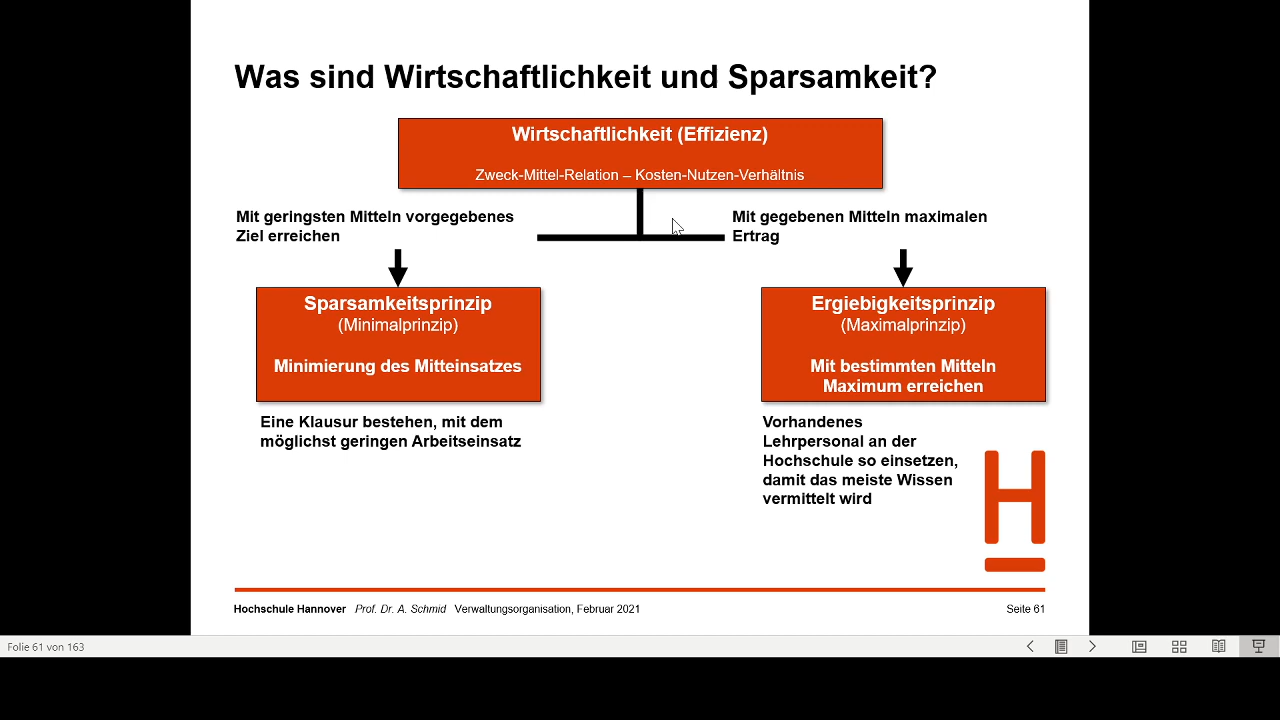 Was sind Wirtschaftlichkeit und Sparsamkeit?
Wirtschaftlichkeit (Effizienz)
Zweck-Mittel-Relation – Kosten-Nutzen-Verhältnis
Mit geringsten Mitteln vorgegebenes
Ziel erreichen
Mit gegebenen Mitteln maximalen
Ertrag
Sparsamkeitsprinzip
(Minimalprinzip)
Minimierung des Mitteinsatzes
Ergiebigkeitsprinzip
(Maximalprinzip)
Mit bestimmten Mitteln
Maximum erreichen
Eine Klausur bestehen, mit dem
möglichst geringen Arbeitseinsatz
Vorhandenes
Lehrpersonal an der
Hochschule so einsetzen,
damit das meiste Wissen
vermittelt wird
H
Hochschule Hannover Prof. Dr. A. Schmid Verwaltungsorganisation, Februar 2021 Seite 61
Folie 61 von 163